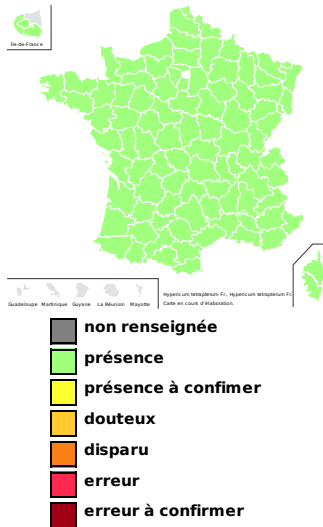 Île-de-France
Guadeloupe Martinique Guyane La Réunion Mayotte
Hypericum tetrapterum Fr., Hypericum tetrapterum Fr.
Carte en cours d'élaboration.
non renseignée
présence
présence à confimer
douteux
disparu
erreur
erreur à confirmer